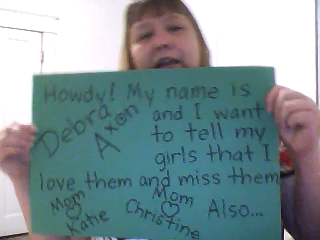 Howdy! My name is
Debra Axon
and I want
to tell my
girls that I
love them and miss them
Mom ♡ Katie
Mom ♡ Christine
Also...